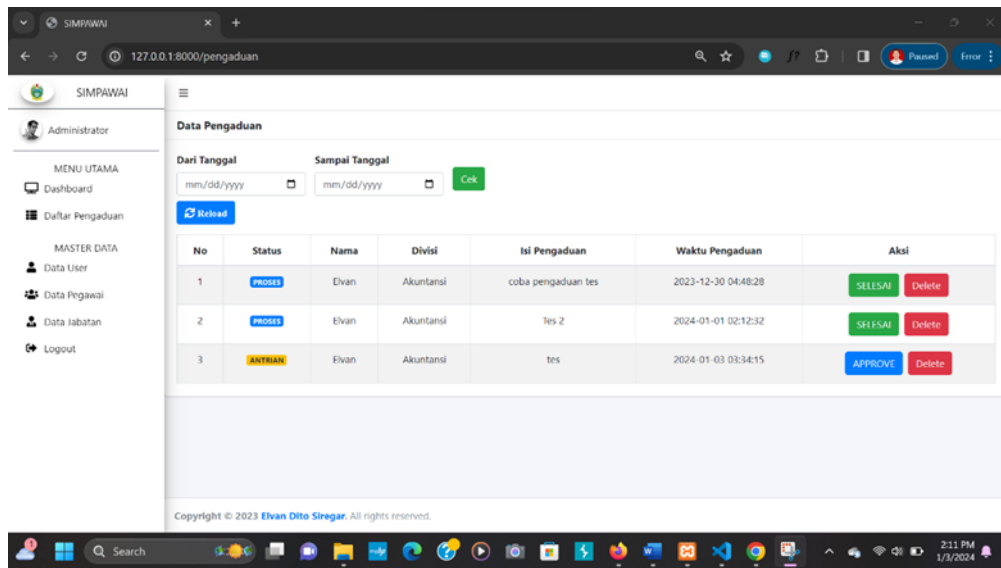 SIMPAWAI
127.0.0.1:8000/pengaduan
Paused
Error
SIMPAWAI
Administrator
MENU UTAMA
Dashboard
Daftar Pengaduan
MASTER DATA
Data User
Data Pegawai
Data Jabatan
Logout
Data Pengaduan
Dari Tanggal Sampai Tanggal
mm/dd/yyyy mm/dd/yyyy Cek
Reload
No Status Nama Divisi Isi Pengaduan Waktu Pengaduan Aksi
1 PROSES Elvan Akuntansi coba pengaduan tes 2023-12-30 04:48:28 SELESAI Delete
2 PROSES Elvan Akuntansi Tes 2 2024-01-01 02:12:32 SELESAI Delete
3 ANTRIAN Elvan Akuntansi tes 2024-01-03 03:34:15 APPROVE Delete
Copyright © 2023 Elvan Dito Siregar. All rights reserved.
Search
2:11 PM
1/3/2024